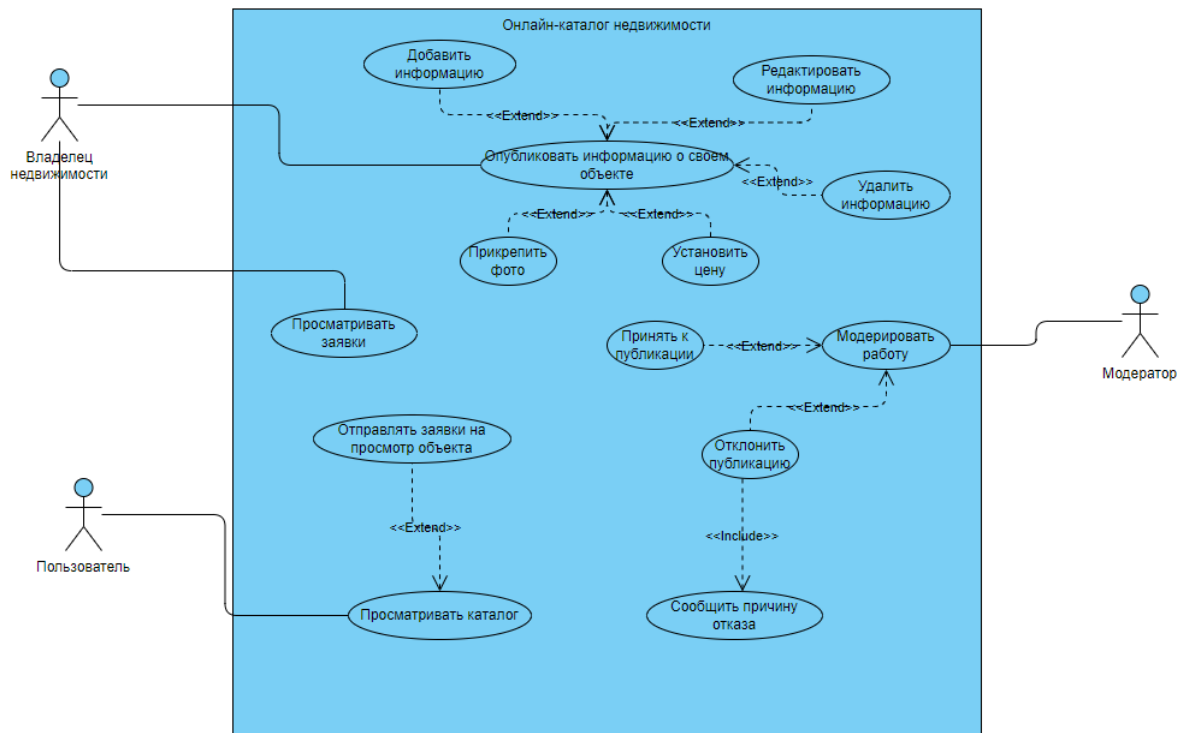 Онлайн-каталог недвижимости
Добавить
информацию
Редактировать
информацию
<<Extend>>
<<Extend>>
Владелец
недвижимости
Опубликовать информацию о своем
объекте
<<Extend>>
Удалить
информацию
<<Extend>>
<<Extend>>
Прикрепить
фото
Установить
цену
Просматривать
заявки
Принять к
публикации
<<Extend>>
Модерировать
работу
Модератор
<<Extend>>
Отправлять заявки на
просмотр объекта
Отклонить
публикацию
<<Extend>>
<<Include>>
Пользователь
Просматривать каталог
Сообщить причину
отказа